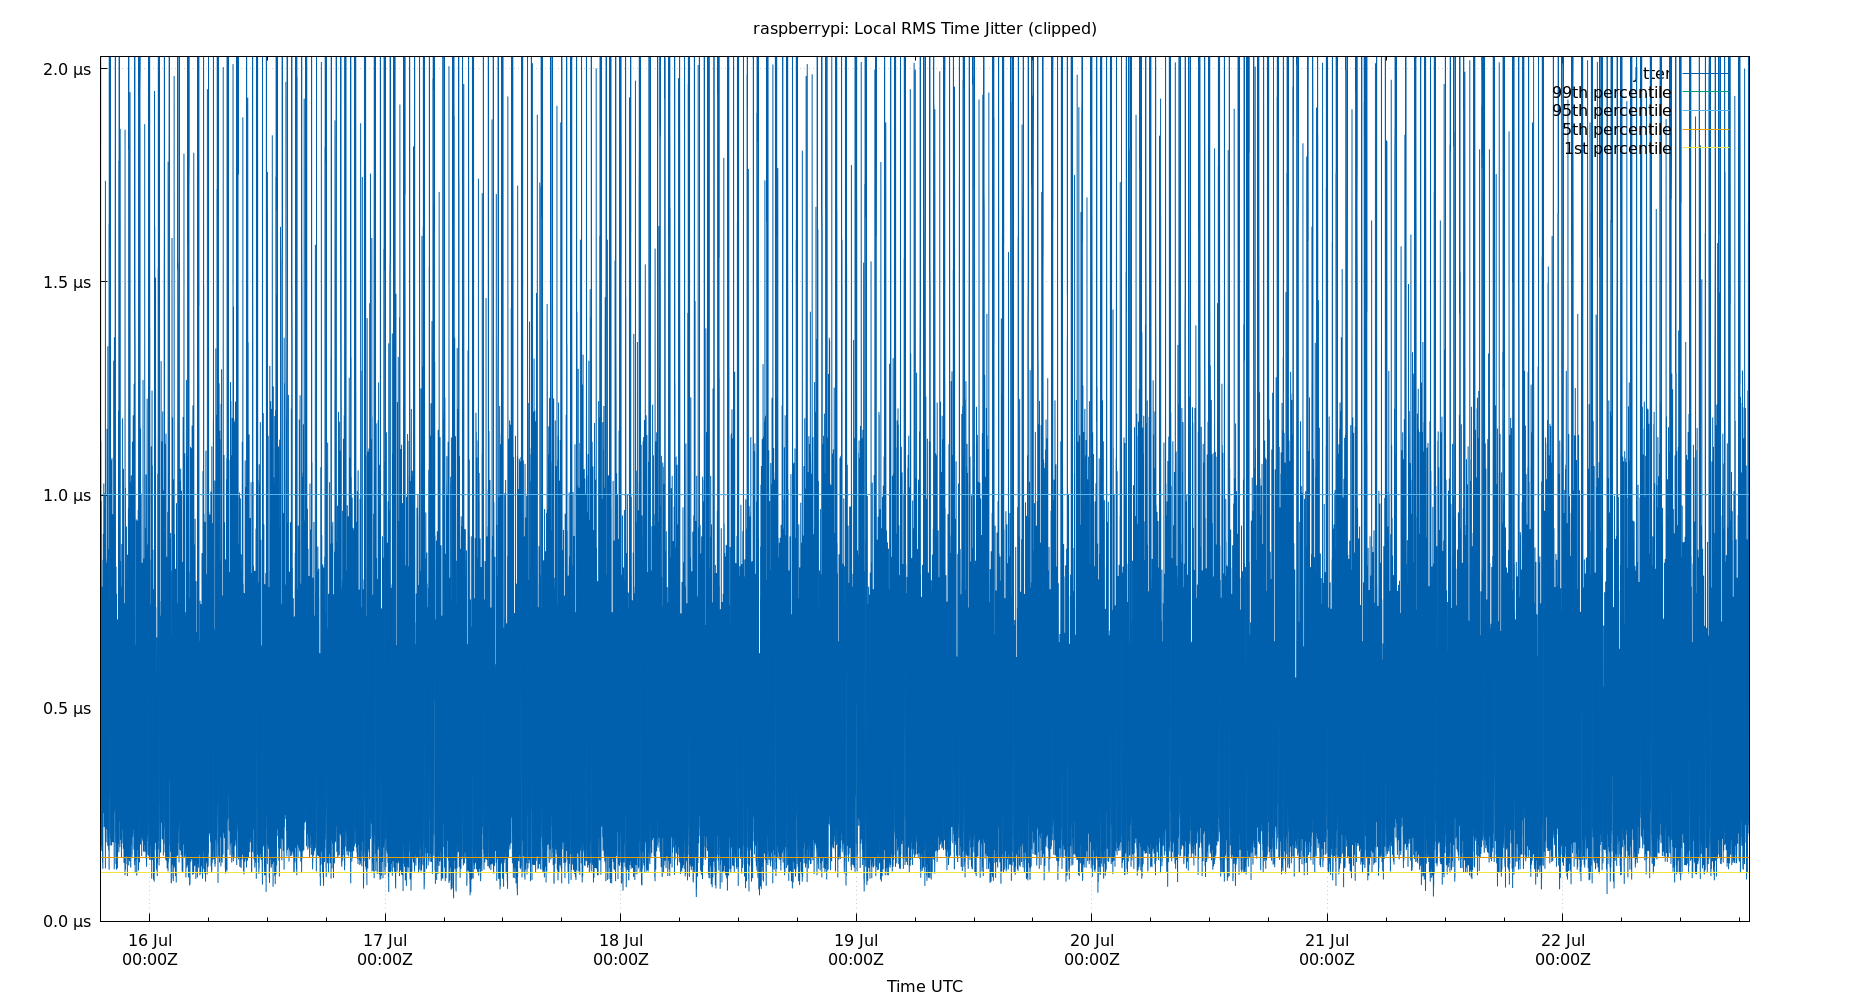 raspberrypi: Local RMS Time Jitter (clipped)
2.0 µs
1.5 µs
1.0 µs
0.5 µs
0.0 µs
jitter
99th percentile
95th percentile
5th percentile
1st percentile
16 Jul 17 Jul 18 Jul 19 Jul 20 Jul 21 Jul 22 Jul
00:00Z 00:00Z 00:00Z 00:00Z 00:00Z 00:00Z 00:00Z
Time UTC